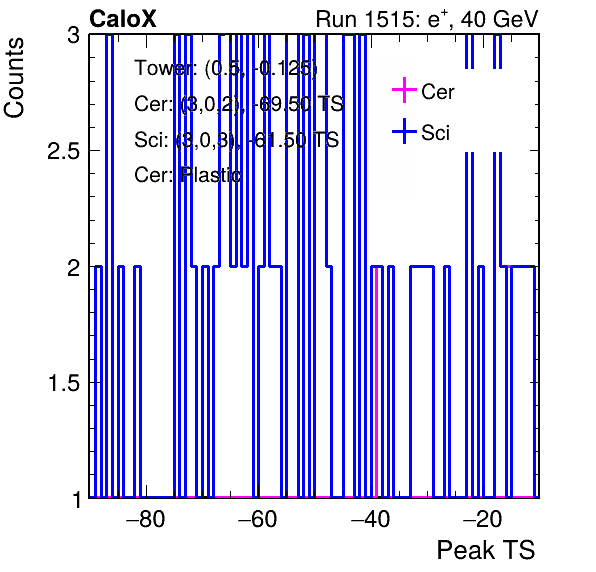 CaloX
Run 1515: e+, 40 GeV
Counts
3
2.5
2
1.5
1
Tower: (0.5, -0.125)
Cer: (3,0,2), -69.50 TS
Sci: (3,0,3), -61.50 TS
Cer: Plastic
Cer
Sci
−80
−60
−40
−20
Peak TS